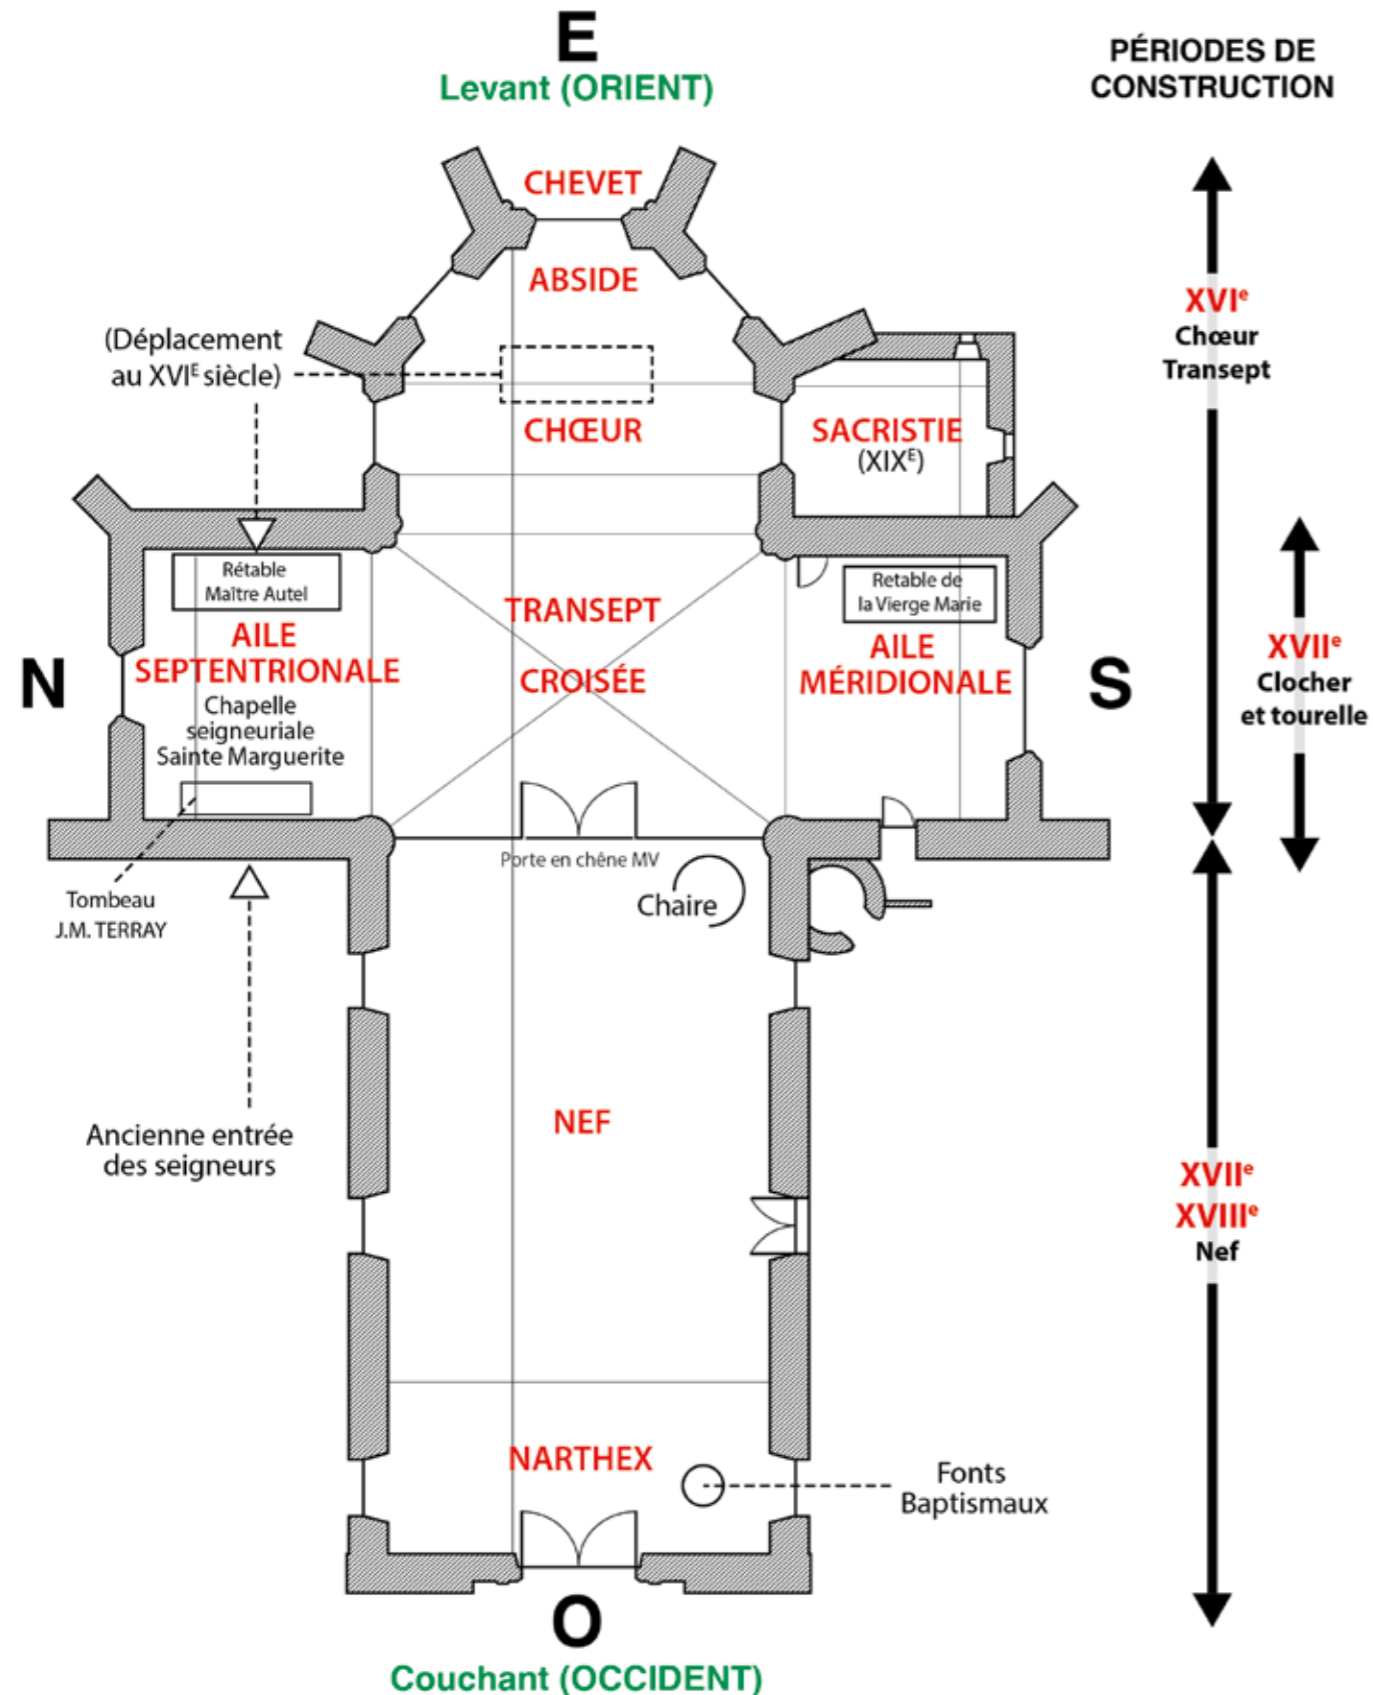 E
Levant (ORIENT)
PÉRIODES DE
CONSTRUCTION
CHEVET
ABSIDE
(Déplacement
au XVIᴱ siècle)
XVIᵉ
Chœur
Transept
CHŒUR
SACRISTIE
(XIXᴱ)
Rétable
Maître Autel
Retable de
la Vierge Marie
TRANSEPT
CROISÉE
AILE
SEPTENTRIONALE
Chapelle
seigneuriale
Sainte Marguerite
AILE
MÉRIDIONALE
N
S
XVIIᵉ
Clocher
et tourelle
Porte en chêne MV
Chaire
Tombeau
J.M. TERRAY
Ancienne entrée
des seigneurs
NEF
XVIIᵉ
XVIIIᵉ
Nef
NARTHEX
Fonts
Baptismaux
O
Couchant (OCCIDENT)